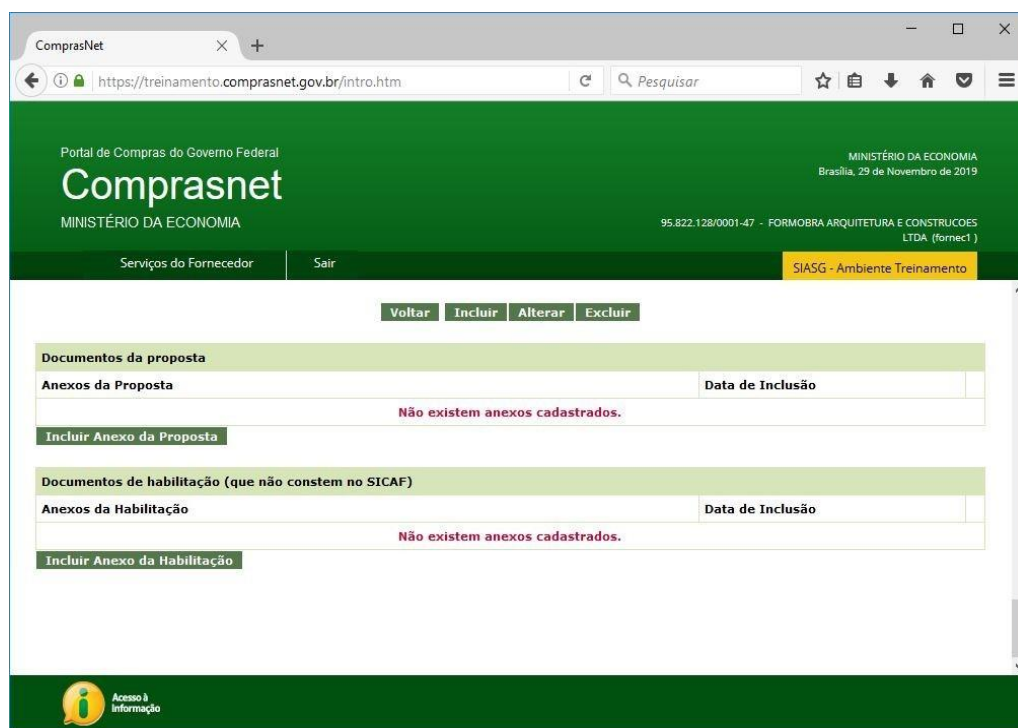 ComprasNet
https://treinamento.comprasnet.gov.br/intro.htm
Pesquisar
Portal de Compras do Governo Federal
Comprasnet
MINISTÉRIO DA ECONOMIA
MINISTÉRIO DA ECONOMIA
Brasília, 29 de Novembro de 2019
95.822.128/0001-47 - FORMOBRA ARQUITETURA E CONSTRUCOES
LTDA (fornec1 )
Serviços do Fornecedor
Sair
SIASG - Ambiente Treinamento
Voltar Incluir Alterar Excluir
Documentos da proposta
Anexos da Proposta Data de Inclusão
Não existem anexos cadastrados.
Incluir Anexo da Proposta
Documentos de habilitação (que não constem no SICAF)
Anexos da Habilitação Data de Inclusão
Não existem anexos cadastrados.
Incluir Anexo da Habilitação
Acesso à
Informação